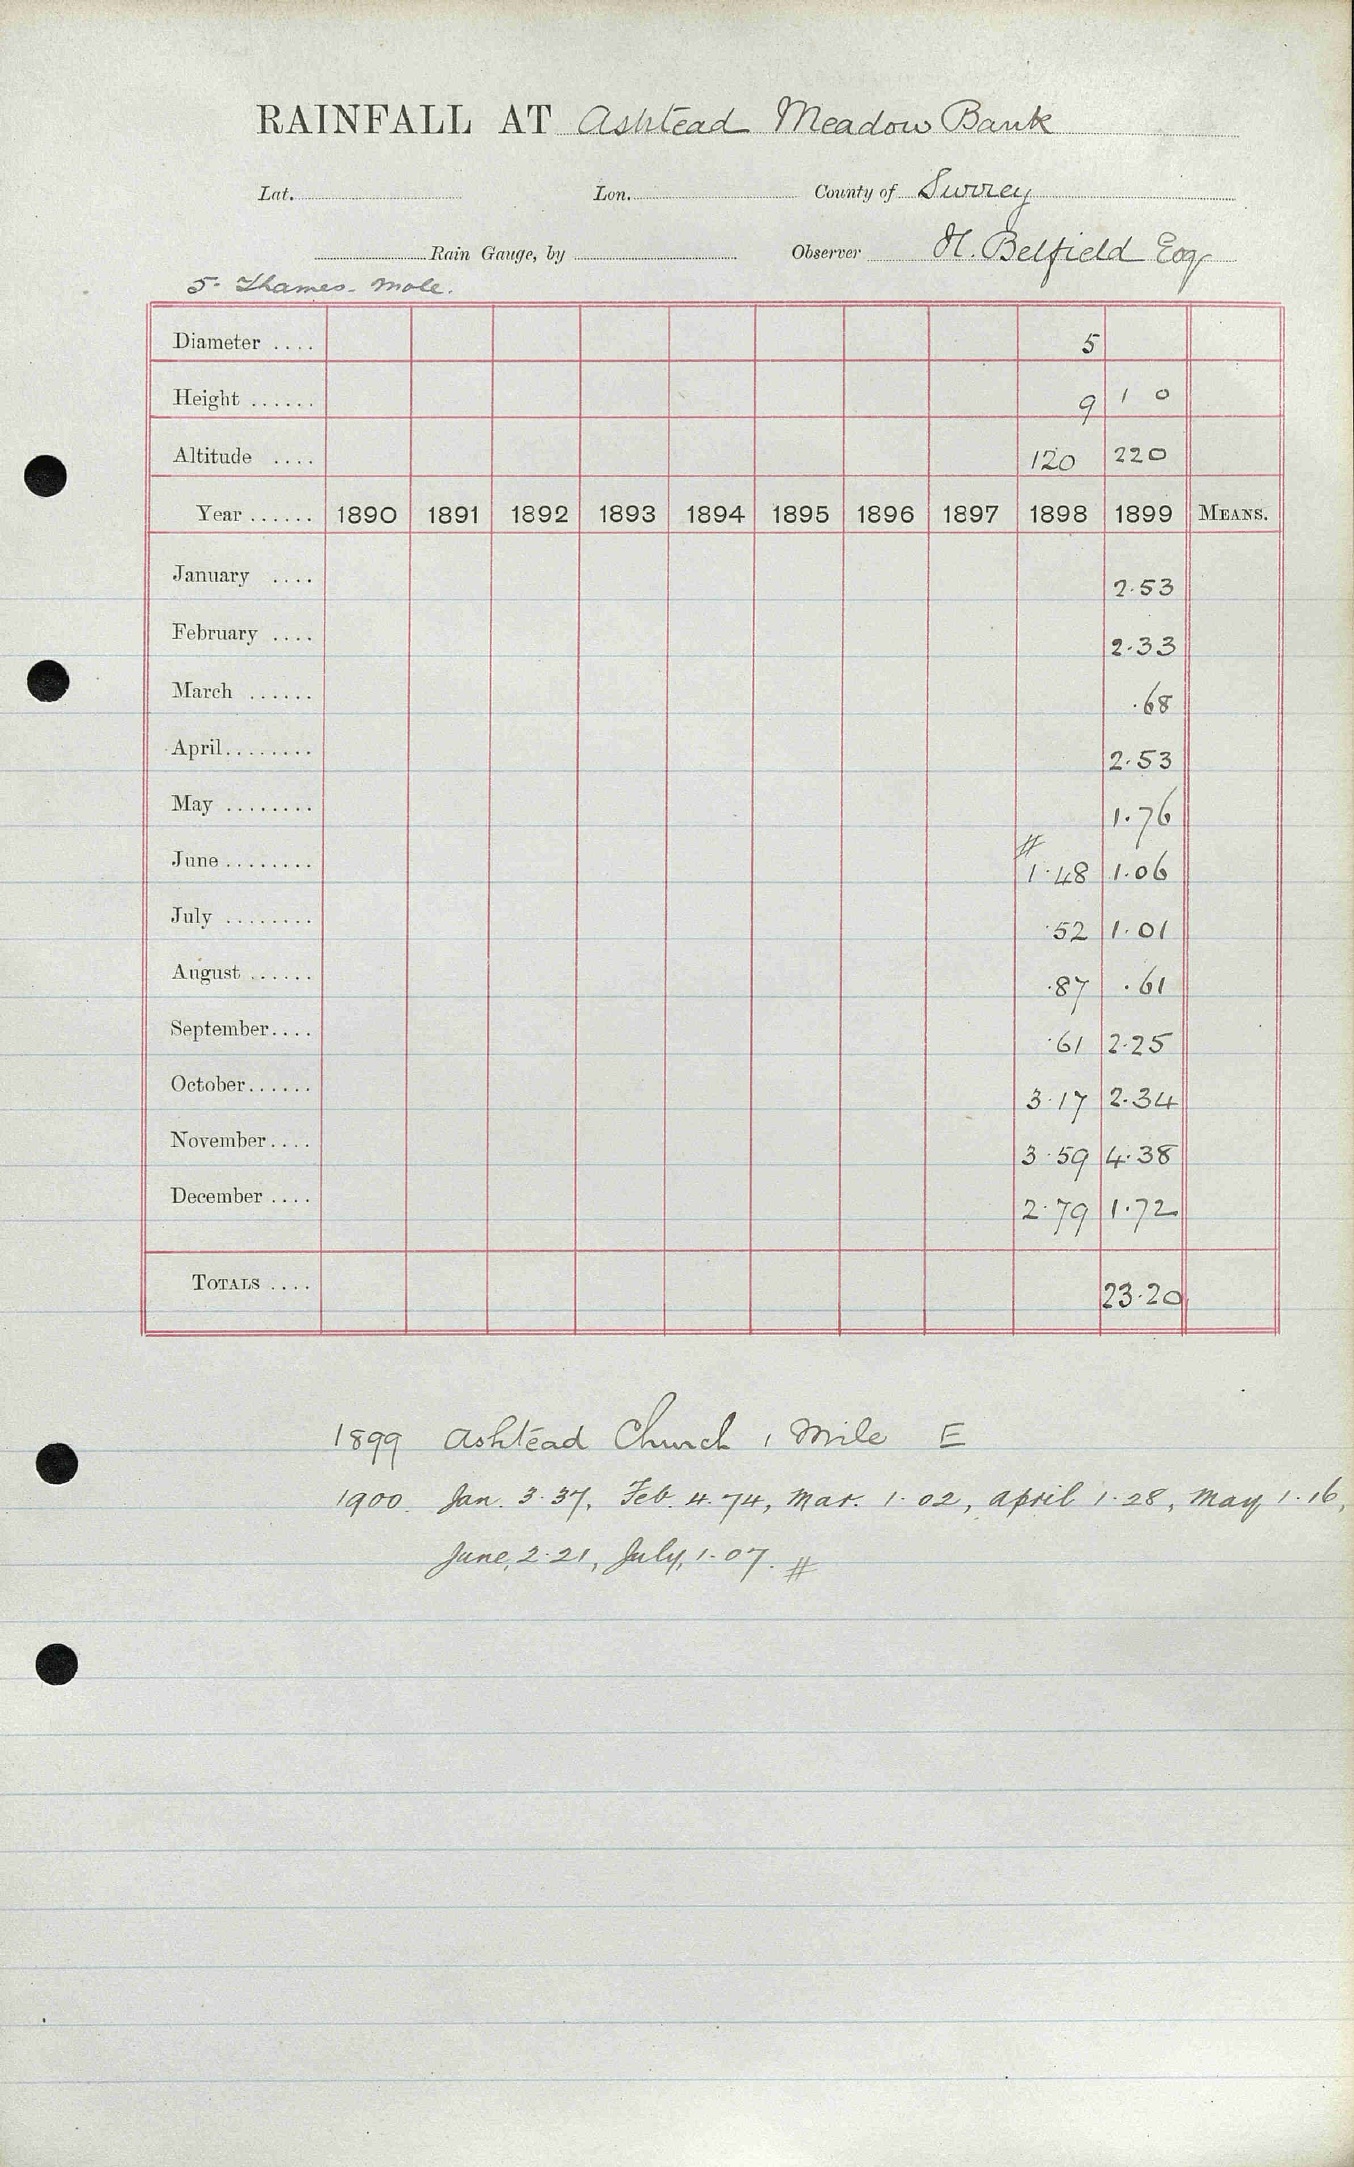 RAINFALL AT Ashtead Meadow Bank
Lat. Lon. County of Surrey
Rain Gauge, by Observer H. Belfield Esq
5. Thames - Mole.
Diameter .... 5
Height ...... 9 1 0
Altitude .... 120 220
Year ...... 1890 1891 1892 1893 1894 1895 1896 1897 1898 1899 MEANS.
January .... 2.53
February .... 2.33
March ...... .68
April........ 2.53
May ........ 1.76
#
June ........ 1.48 1.06
July ........ .52 1.01
August ...... .87 .61
September.... .61 2.25
October...... 3.17 2.34
November.... 3.59 4.38
December .... 2.79 1.72
TOTALS .... 23.20
1899 Ashtead Church 1 Mile E
1900. Jan. 3.37, Feb. 4.74, Mar. 1.02, April 1.28, May 1.16,
June, 2.21, July, 1.07. #